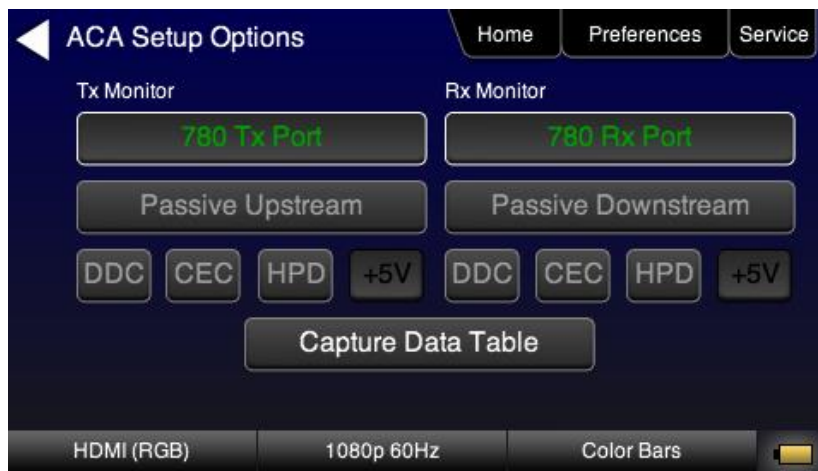 ACA Setup Options Home Preferences Service
Tx Monitor Rx Monitor
780 Tx Port 780 Rx Port
Passive Upstream Passive Downstream
DDC CEC HPD +5V DDC CEC HPD +5V
Capture Data Table
HDMI (RGB) 1080p 60Hz Color Bars